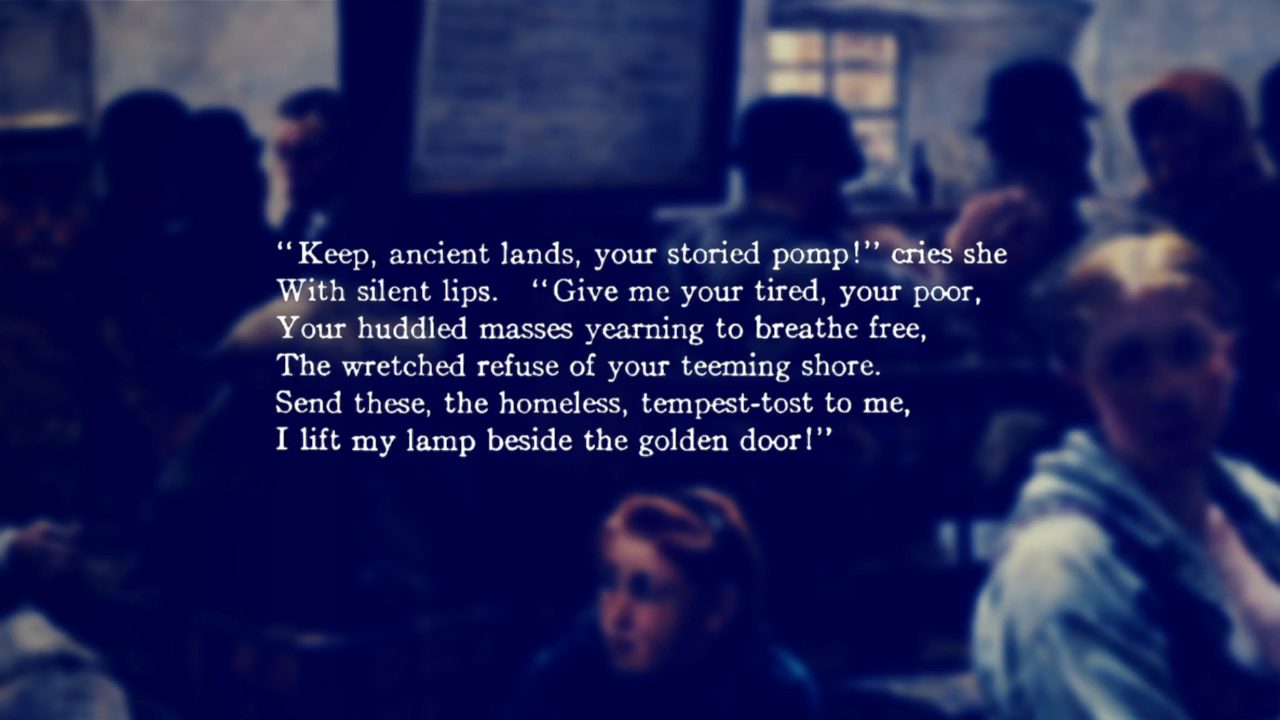 “Keep, ancient lands, your storied pomp!” cries she
With silent lips. “Give me your tired, your poor,
Your huddled masses yearning to breathe free,
The wretched refuse of your teeming shore.
Send these, the homeless, tempest-tost to me,
I lift my lamp beside the golden door!”